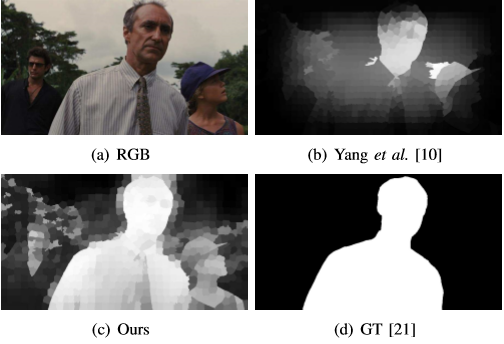 (a) RGB
(b) Yang et al. [10]
(c) Ours
(d) GT [21]